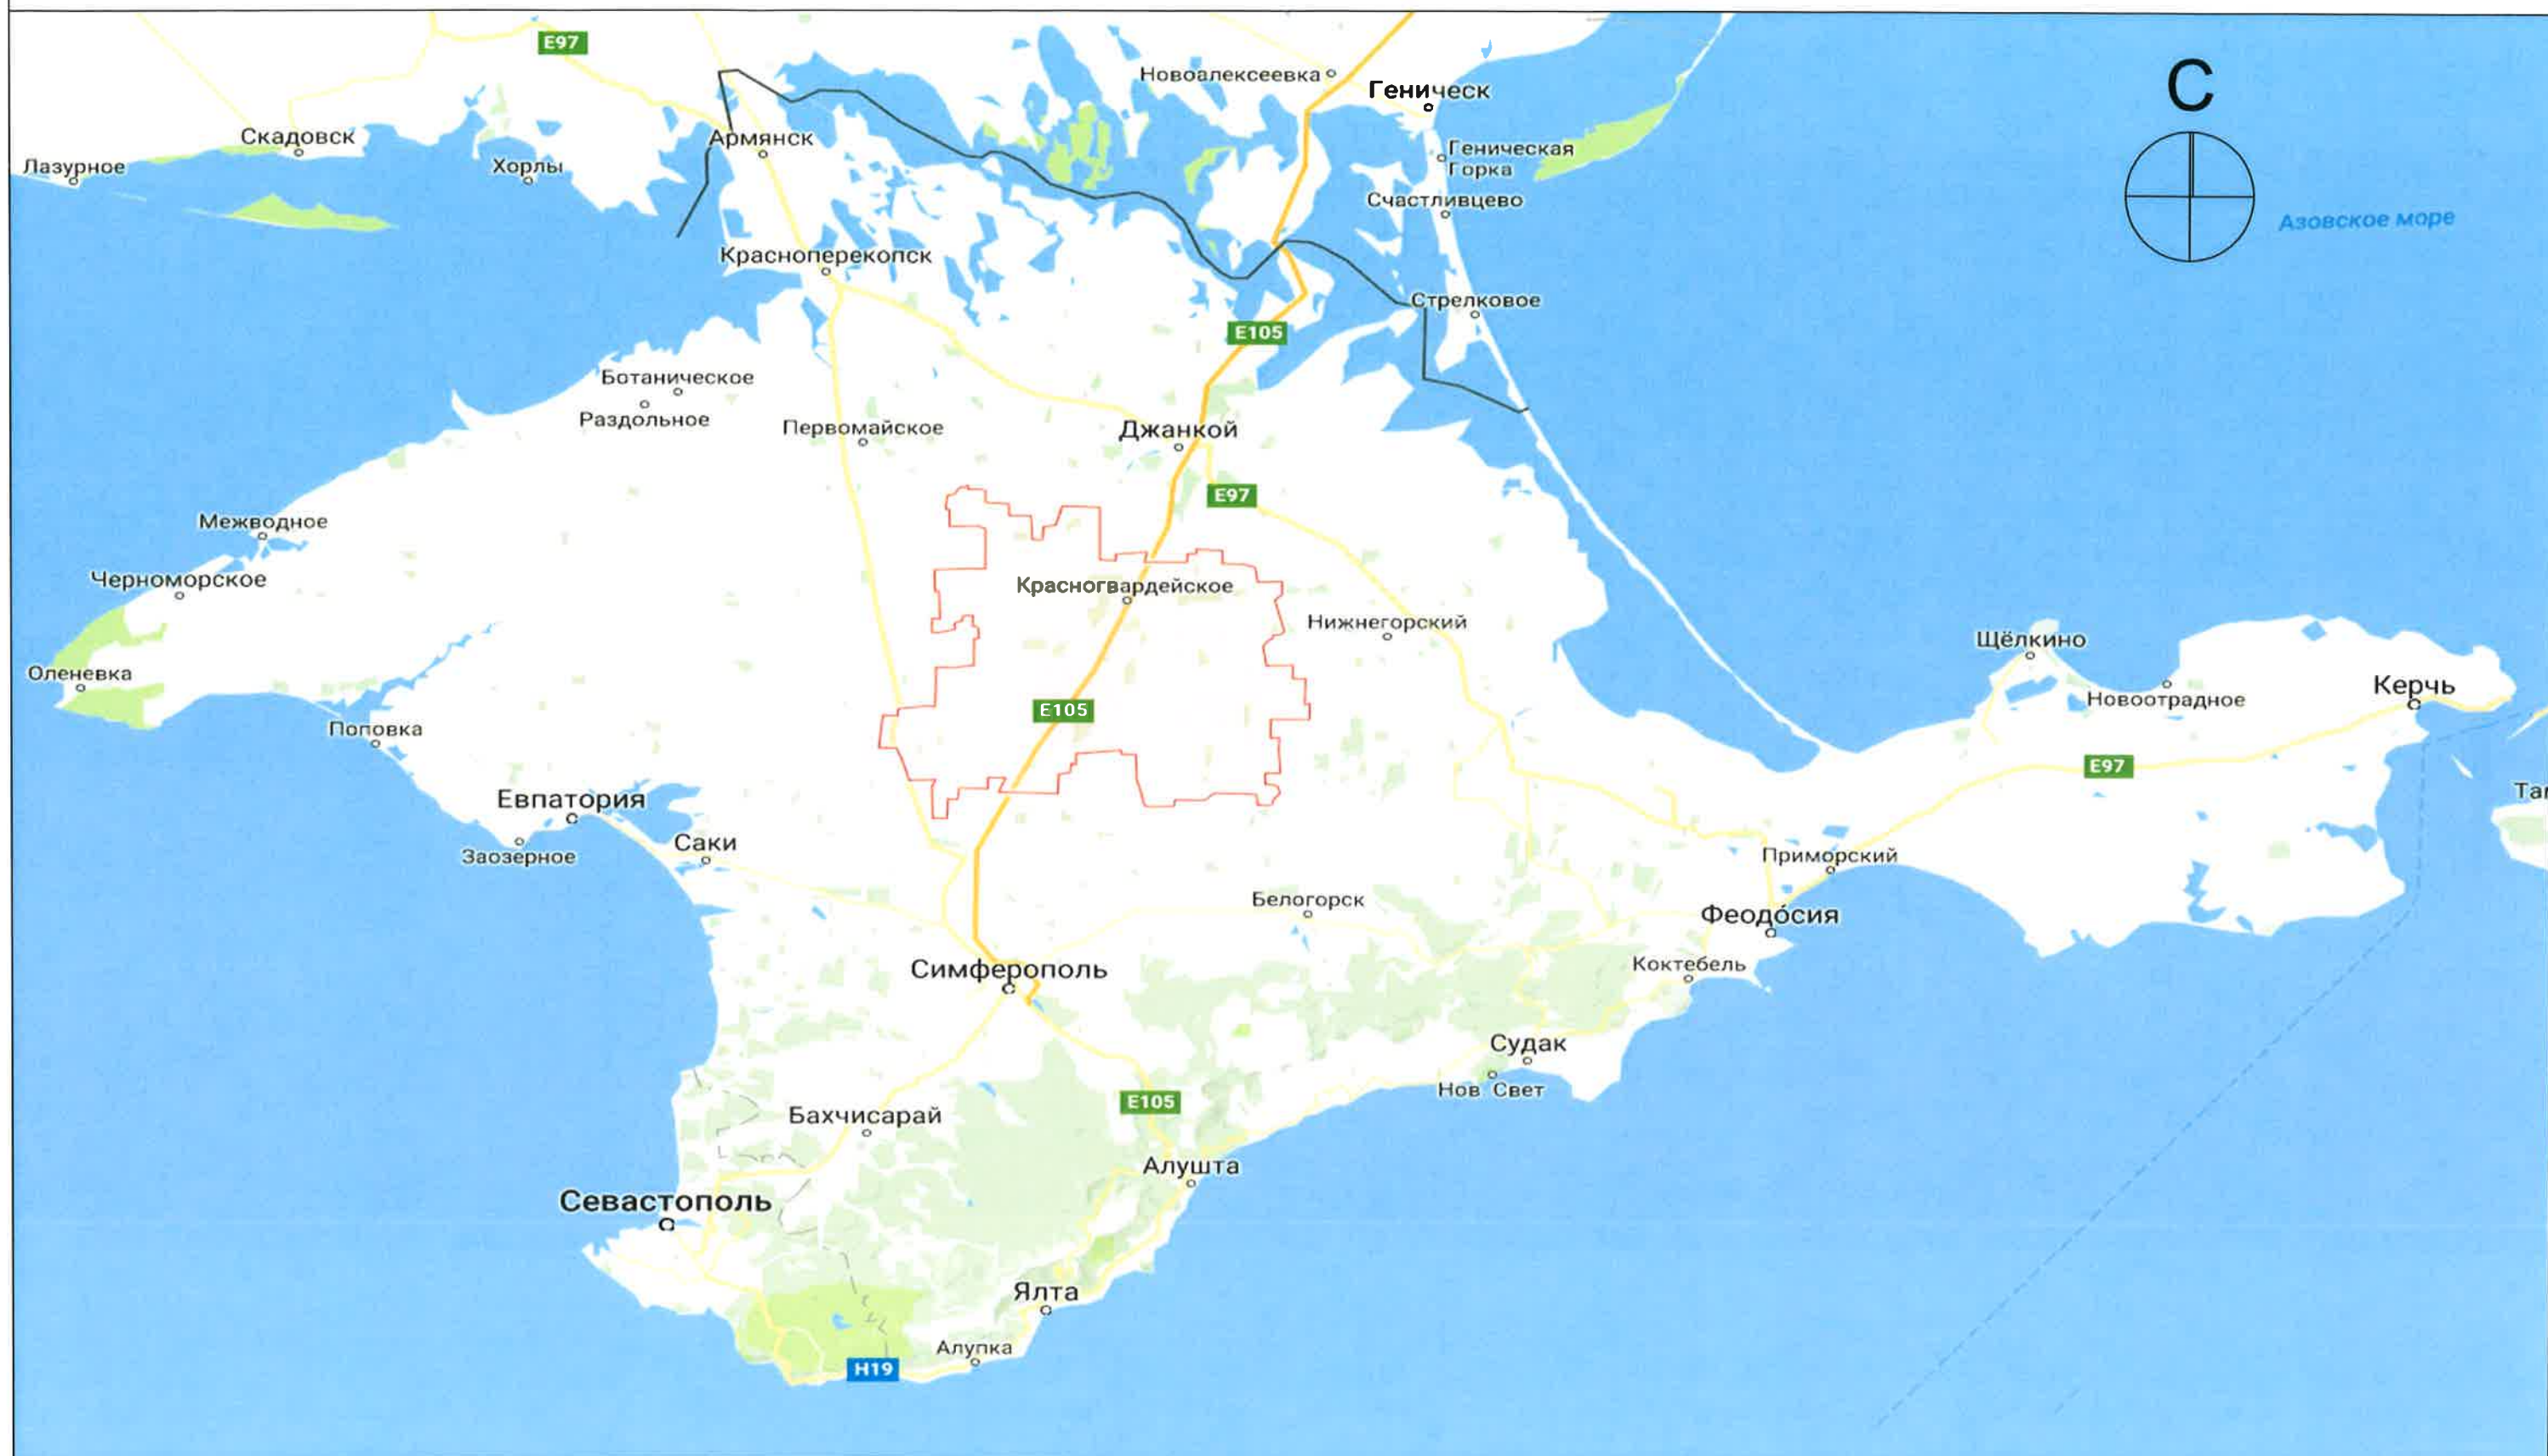 E97
Новоалексеевка
Геническ
С
Скадовск
Армянск
Геническая
Горка
Лазурное
Хорлы
Счастливцево
Азовское море
Красноперекопск
Стрелковое
E105
Ботаническое
Раздольное
Первомайское
Джанкой
E97
Межводное
Черноморское
Красногвардейское
Нижнегорский
Щёлкино
Оленевка
Новоотрадное
Керчь
E105
Поповка
E97
Евпатория
Заозерное
Саки
Приморский
Белогорск
Феодо́сия
Симферополь
Коктебель
Судак
Нов Свет
E105
Бахчисарай
Алушта
Севастополь
Ялта
Алупка
H19